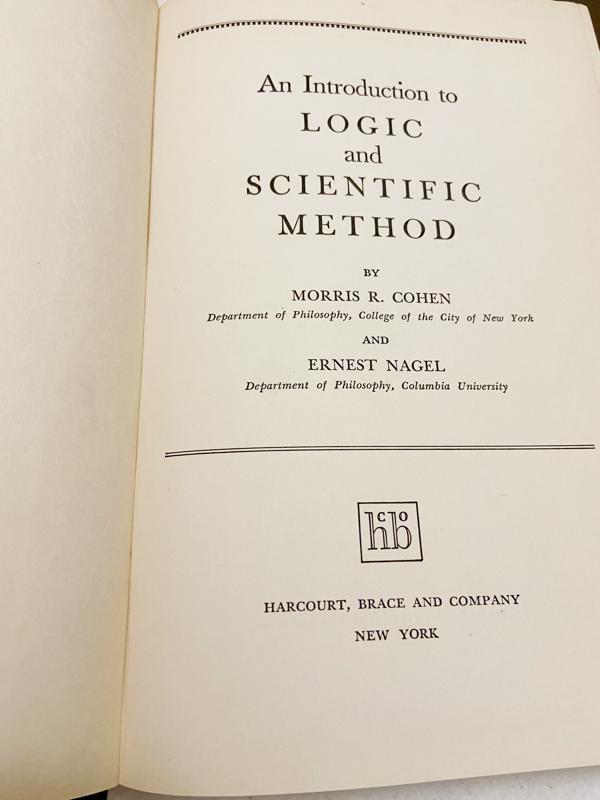 An Introduction to
LOGIC
and
SCIENTIFIC
METHOD
BY
MORRIS R. COHEN
Department of Philosophy, College of the City of New York
AND
ERNEST NAGEL
Department of Philosophy, Columbia University
hb co
HARCOURT, BRACE AND COMPANY
NEW YORK